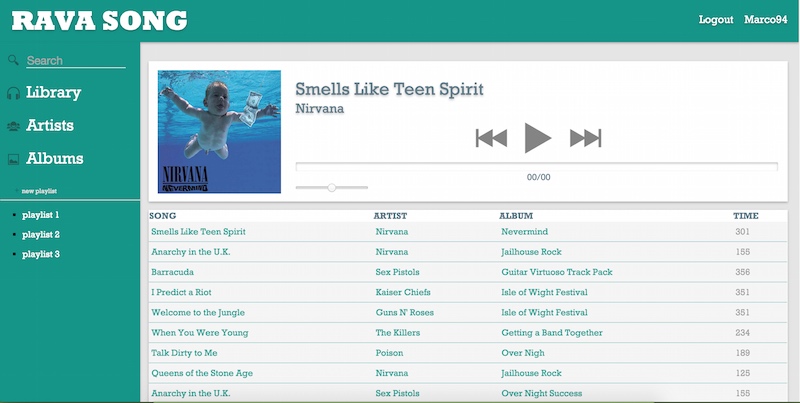 RAVA SONG
Logout Marco94
Search
Library
Artists
Albums
new playlist
playlist 1
playlist 2
playlist 3
NIRVANA
NEVERMIND
Smells Like Teen Spirit
Nirvana
00/00
SONG ARTIST ALBUM TIME
Smells Like Teen Spirit Nirvana Nevermind 301
Anarchy in the U.K. Nirvana Jailhouse Rock 155
Barracuda Sex Pistols Guitar Virtuoso Track Pack 356
I Predict a Riot Kaiser Chiefs Isle of Wight Festival 351
Welcome to the Jungle Guns N' Roses Isle of Wight Festival 351
When You Were Young The Killers Getting a Band Together 234
Talk Dirty to Me Poison Over Nigh 189
Queens of the Stone Age Nirvana Jailhouse Rock 125
Anarchy in the U.K. Sex Pistols Over Night Success 155